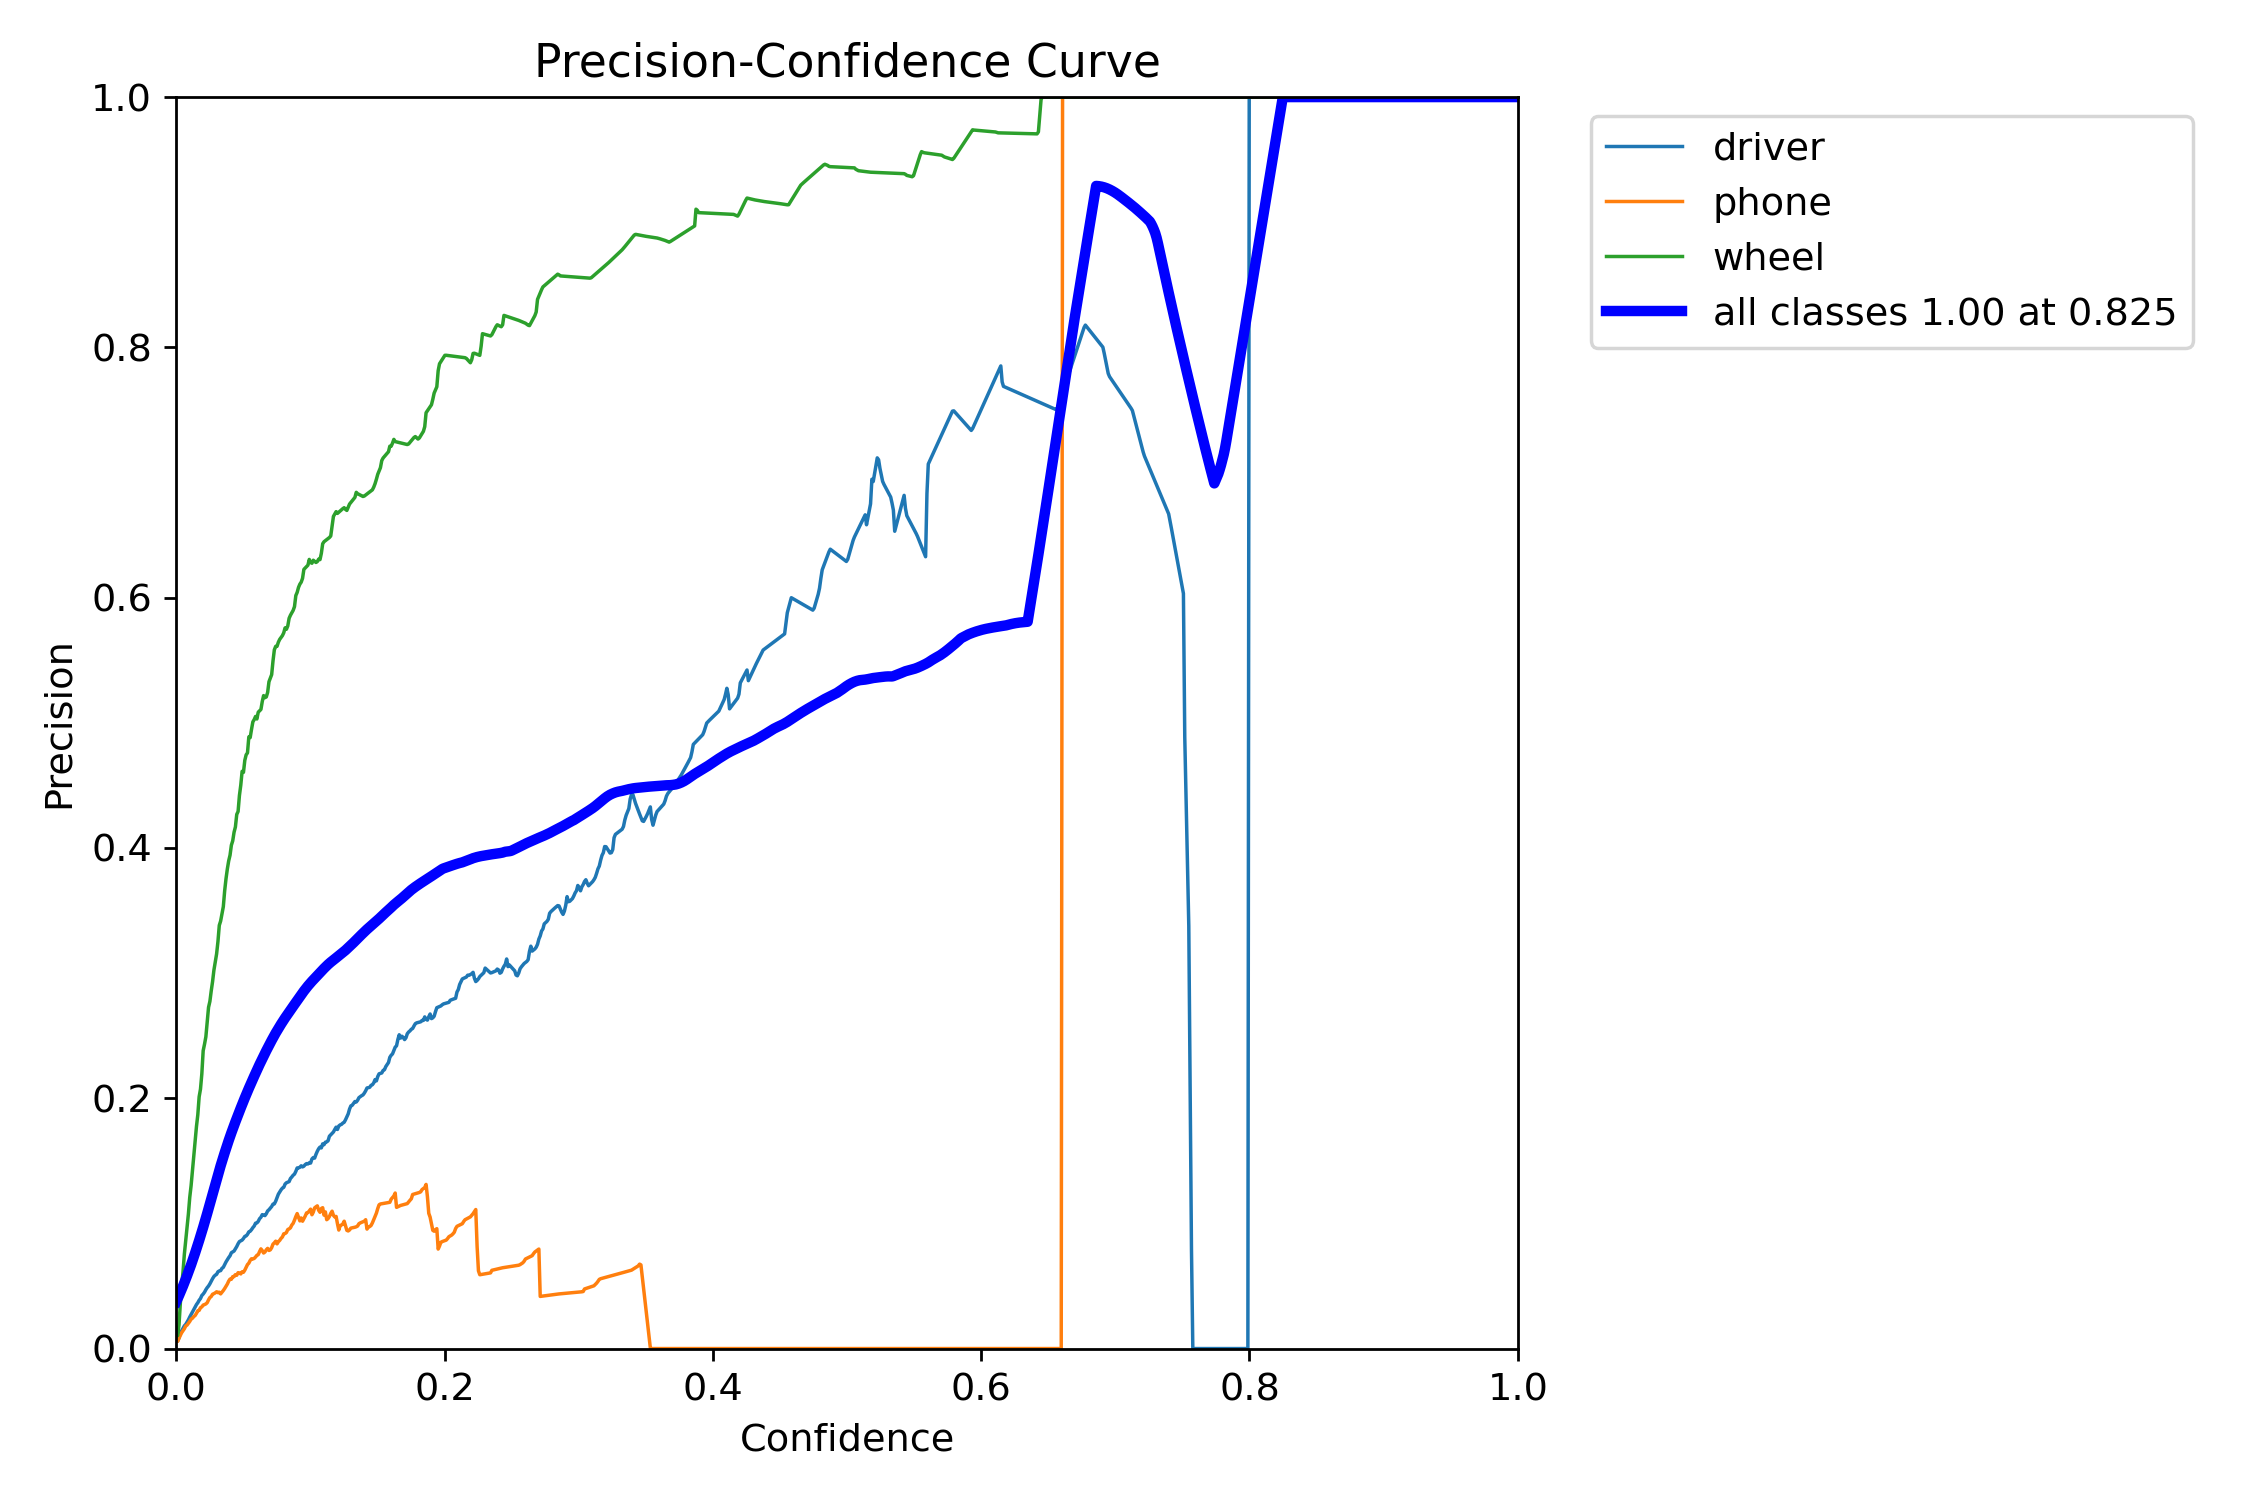 Precision-Confidence Curve
1.0
0.8
0.6
0.4
0.2
0.0
Precision
0.0 0.2 0.4 0.6 0.8 1.0
Confidence
driver
phone
wheel
all classes 1.00 at 0.825